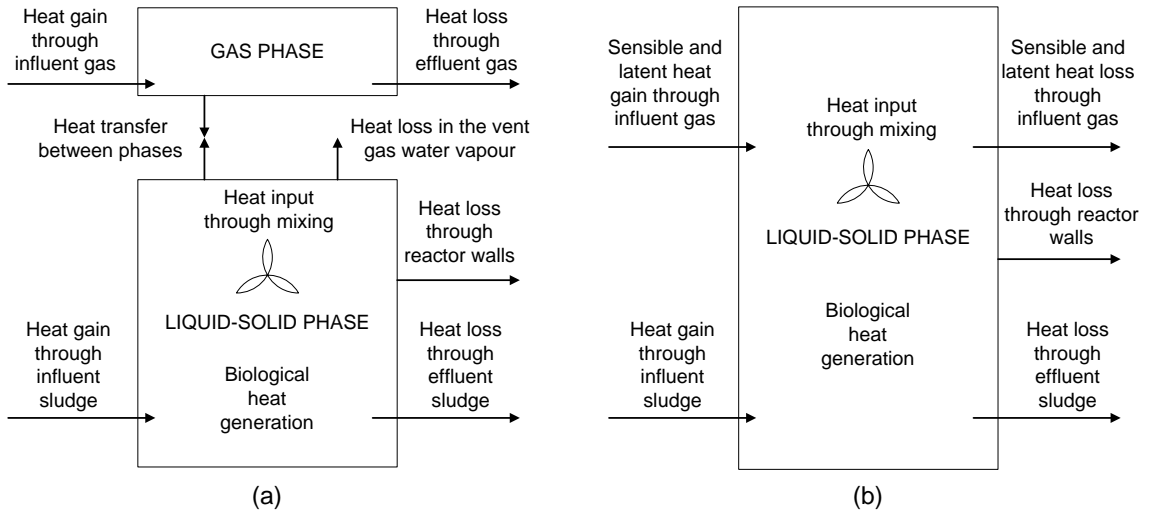 Heat gain
through
influent gas
GAS PHASE
Heat loss
through
effluent gas
Heat transfer
between phases
Heat loss in the vent
gas water vapour
Heat input
through mixing
Heat loss
through
reactor walls
LIQUID-SOLID PHASE
Heat gain
through
influent
sludge
Biological
heat
generation
Heat loss
through
effluent
sludge
(a)
Sensible and
latent heat
gain through
influent gas
Heat input
through mixing
Sensible and
latent heat loss
through
influent gas
LIQUID-SOLID PHASE
Heat loss
through reactor
walls
Heat gain
through
influent
sludge
Biological
heat
generation
Heat loss
through
effluent
sludge
(b)